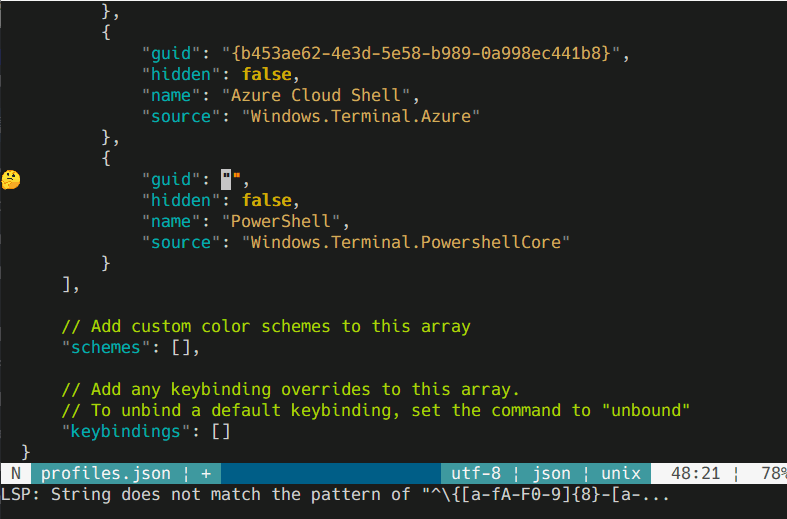 },
{
"guid": "{b453ae62-4e3d-5e58-b989-0a998ec441b8}",
"hidden": false,
"name": "Azure Cloud Shell",
"source": "Windows.Terminal.Azure"
},
{
"guid": "",
"hidden": false,
"name": "PowerShell",
"source": "Windows.Terminal.PowershellCore"
}
],
// Add custom color schemes to this array
"schemes": [],
// Add any keybinding overrides to this array.
// To unbind a default keybinding, set the command to "unbound"
"keybindings": []
}
N profiles.json ¦ + utf-8 ¦ json ¦ unix 48:21 ¦ 78%
LSP: String does not match the pattern of "^\{[a-fA-F0-9]{8}-[a-...